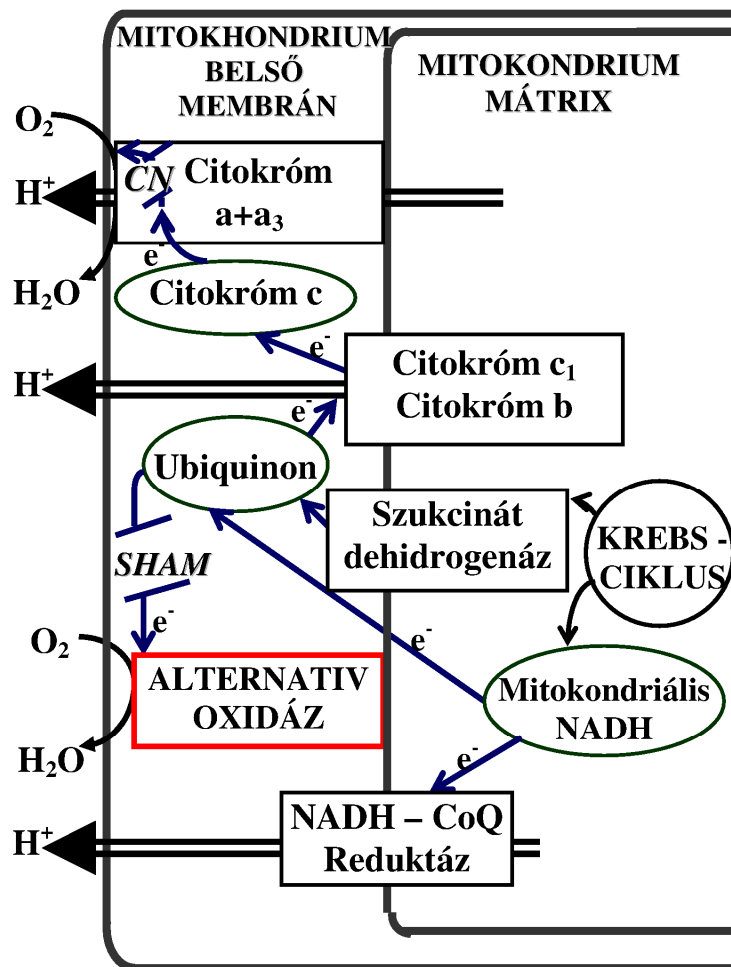 MITOKHONDRIUM
BELSŐ
MEMBRÁN
MITOKONDRIUM
MÁTRIX
O₂
CN
Citokróm
a+a₃
H⁺
e⁻
H₂O
Citokróm c
e⁻
Citokróm c₁
Citokróm b
H⁺
e⁻
Ubiquinon
Szukcinát
dehidrogenáz
KREBS -
CIKLUS
SHAM
e⁻
O₂
e⁻
ALTERNATIV
OXIDÁZ
Mitokondriális
NADH
H₂O
e⁻
NADH – CoQ
Reduktáz
H⁺